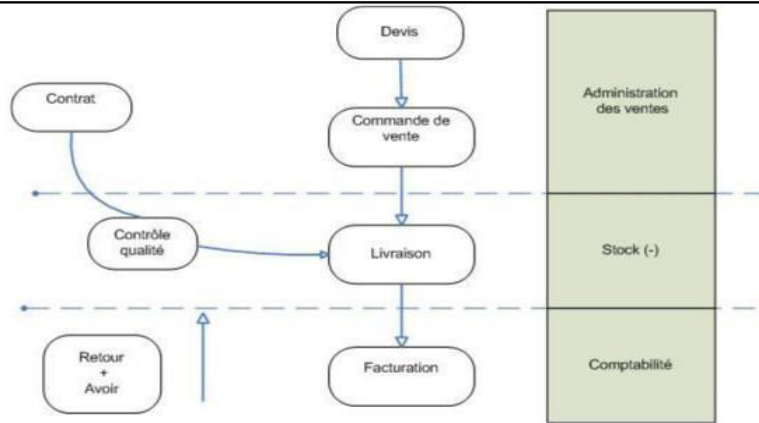 Devis
Contrat
Commande de
vente
Administration
des ventes
Contrôle
qualité
Livraison
Stock (-)
Retour
+
Avoir
Facturation
Comptabilité